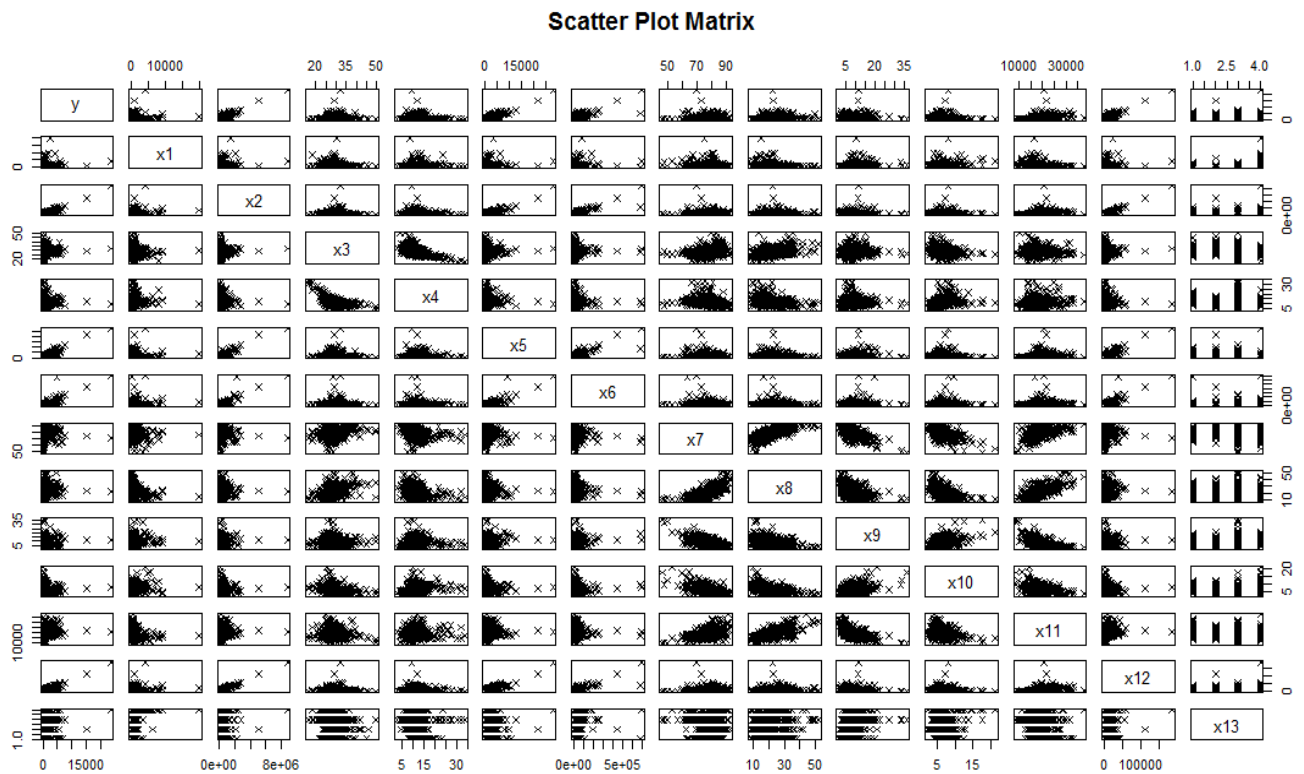 Scatter Plot Matrix
0 10000 20 35 50 0 15000 50 70 90 5 20 35 10000 30000 1.0 2.5 4.0
y 0
0 x1
x2 0e+00
50 20 x3
x4 30 5
0 x5
x6 0e+00
50 x7
x8 50 10
35 5 x9
x10 20 5
10000 x11
x12 0
1.0 x13
0 15000 0e+00 8e+06 5 15 30 0e+00 5e+05 10 30 50 5 15 0 100000